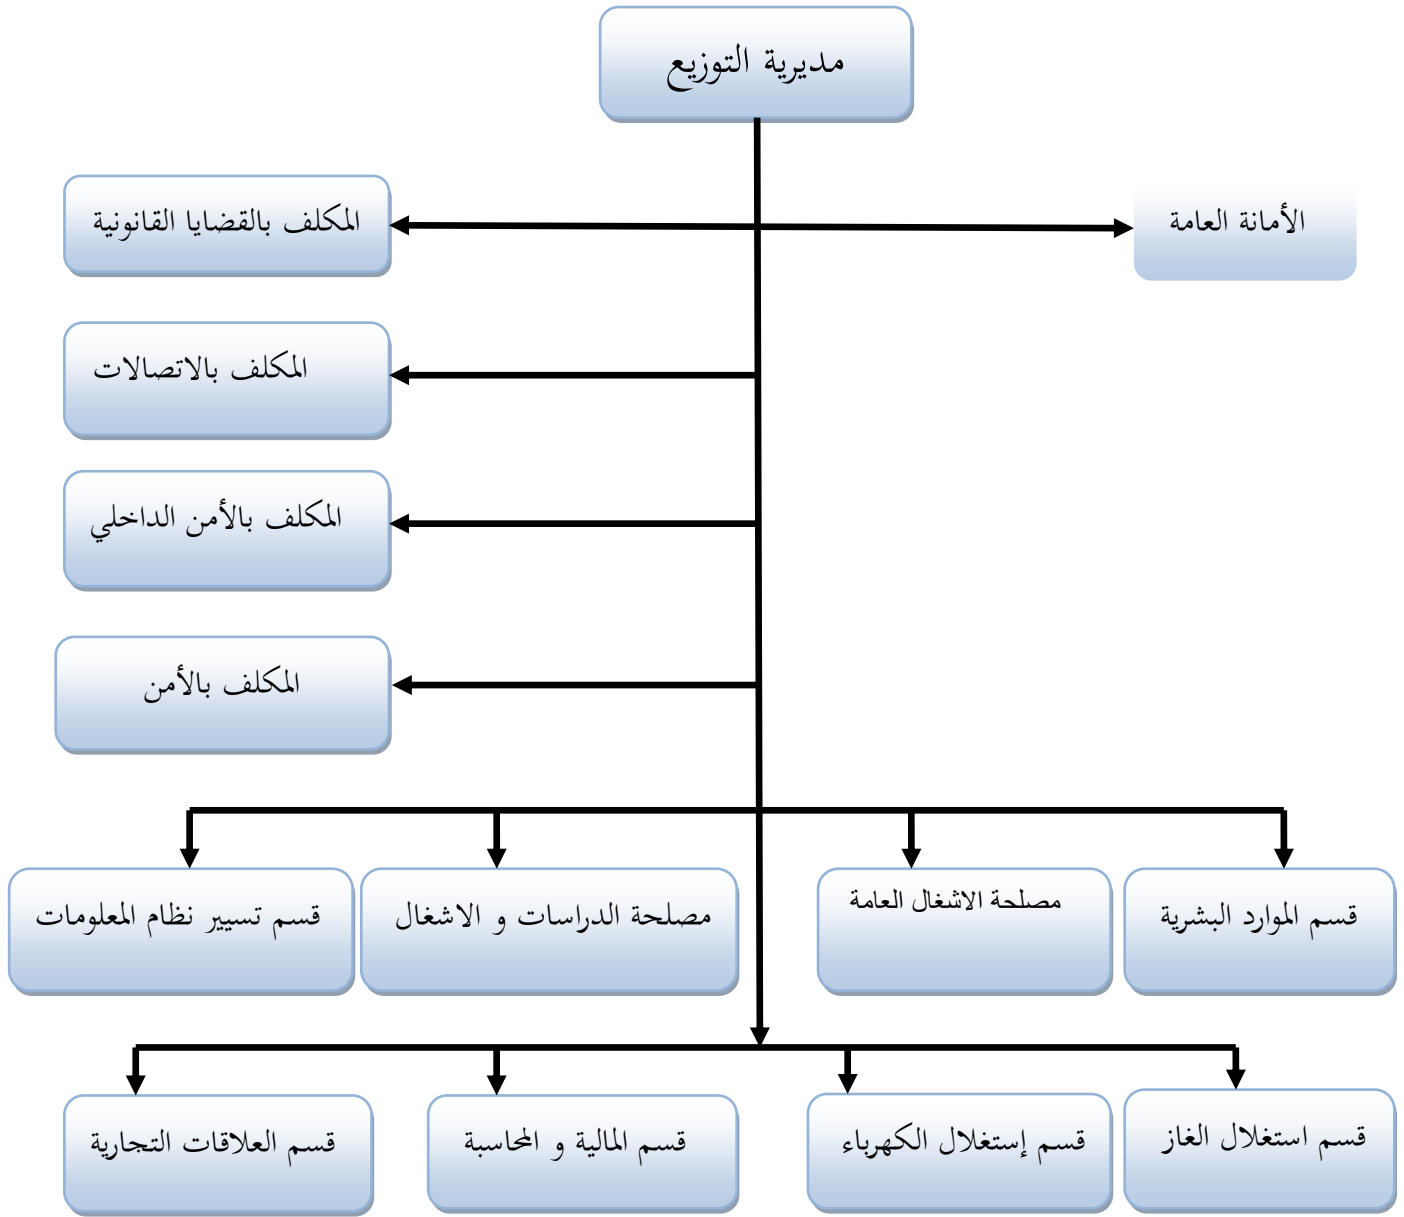 مديرية التوزيع
الأمانة العامة
المكلف بالقضايا القانونية
المكلف بالاتصالات
المكلف بالأمن الداخلي
المكلف بالأمن
قسم الموارد البشرية
مصلحة الاشغال العامة
مصلحة الدراسات و الاشغال
قسم تسيير نظام المعلومات
قسم استغلال الغاز
قسم إستغلال الكهرباء
قسم المالية و المحاسبة
قسم العلاقات التجارية